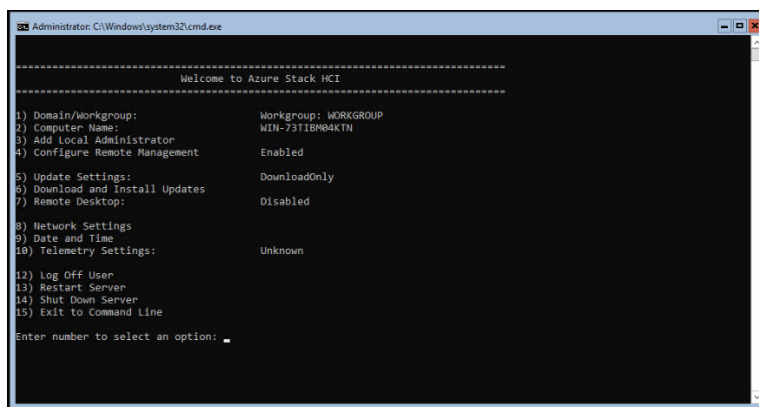 Administrator: C:\Windows\system32\cmd.exe
===============================================================================
Welcome to Azure Stack HCI
===============================================================================
1) Domain/Workgroup: Workgroup: WORKGROUP
2) Computer Name: WIN-73TIBM04KTN
3) Add Local Administrator
4) Configure Remote Management Enabled
5) Update Settings: DownloadOnly
6) Download and Install Updates
7) Remote Desktop: Disabled
8) Network Settings
9) Date and Time
10) Telemetry Settings: Unknown
12) Log Off User
13) Restart Server
14) Shut Down Server
15) Exit to Command Line
Enter number to select an option: _